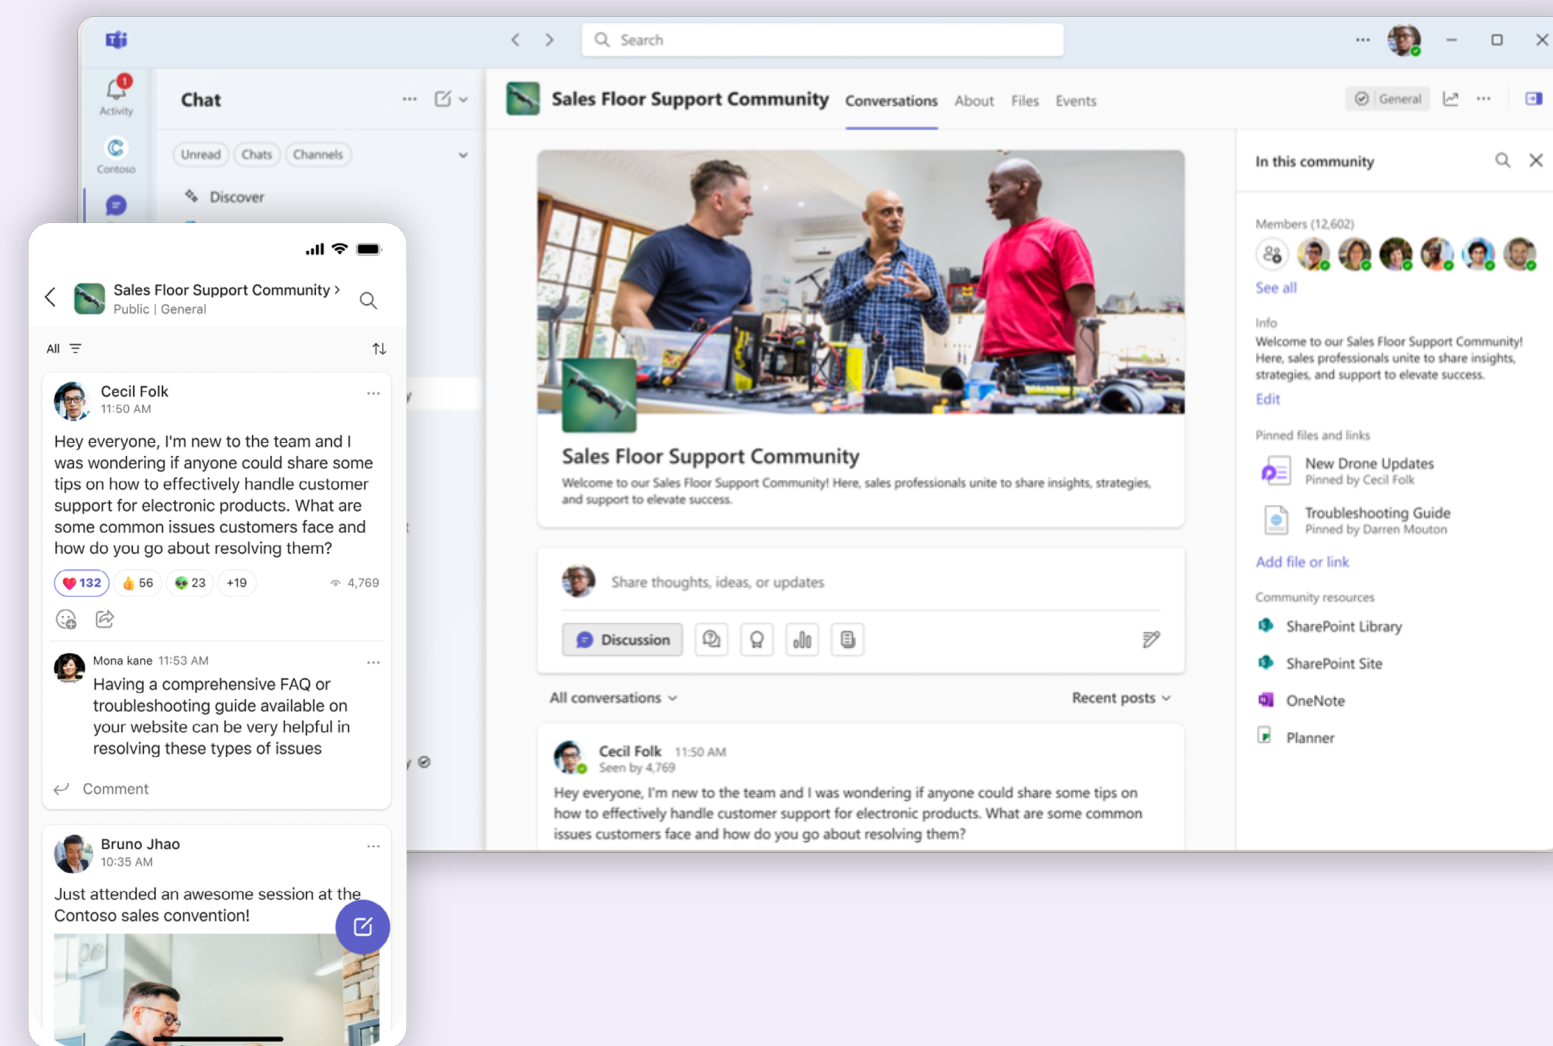 Search
1
Activity
Contoso
Chat
Unread
Chats
Channels
Discover
Sales Floor Support Community
Conversations
About
Files
Events
General
Sales Floor Support Community
Welcome to our Sales Floor Support Community! Here, sales professionals unite to share insights, strategies,
and support to elevate success.
Share thoughts, ideas, or updates
Discussion
All conversations
Recent posts
Cecil Folk 11:50 AM
Seen by 4,769
Hey everyone, I'm new to the team and I was wondering if anyone could share some tips on
how to effectively handle customer support for electronic products. What are some common
issues customers face and how do you go about resolving them?
In this community
Members (12,602)
See all
Info
Welcome to our Sales Floor Support Community!
Here, sales professionals unite to share insights,
strategies, and support to elevate success.
Edit
Pinned files and links
New Drone Updates
Pinned by Cecil Folk
Troubleshooting Guide
Pinned by Darren Mouton
Add file or link
Community resources
SharePoint Library
SharePoint Site
OneNote
Planner
Sales Floor Support Community
Public | General
All
Cecil Folk
11:50 AM
Hey everyone, I'm new to the team and I
was wondering if anyone could share some
tips on how to effectively handle customer
support for electronic products. What are
some common issues customers face and
how do you go about resolving them?
132 56 23 +19 4,769
Mona kane 11:53 AM
Having a comprehensive FAQ or
troubleshooting guide available on
your website can be very helpful in
resolving these types of issues
Comment
Bruno Jhao
10:35 AM
Just attended an awesome session at the
Contoso sales convention!